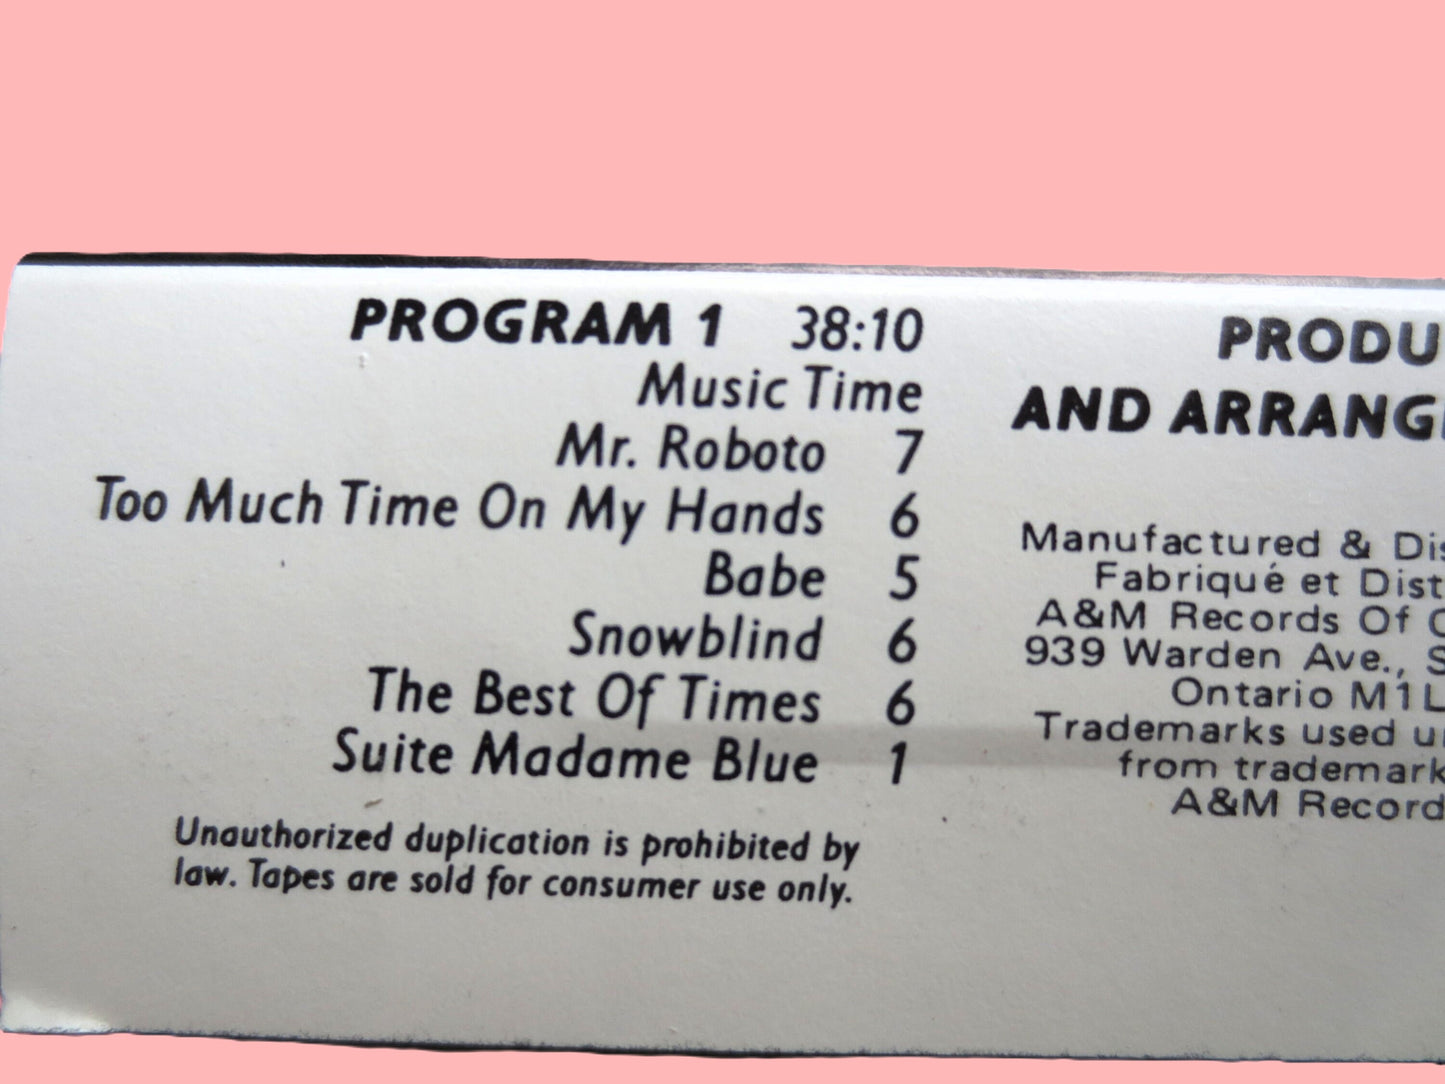 PROGRAM 1 38:10
Music Time
Mr. Roboto 7
Too Much Time On My Hands 6
Babe 5
Snowblind 6
The Best Of Times 6
Suite Madame Blue 1
Unauthorized duplication is prohibited by
law. Tapes are sold for consumer use only.
PRODU
AND ARRANG
Manufactured & Dis
Fabriqué et Dist
A&M Records Of C
939 Warden Ave., S
Ontario M1L
Trademarks used u
from trademark
A&M Record